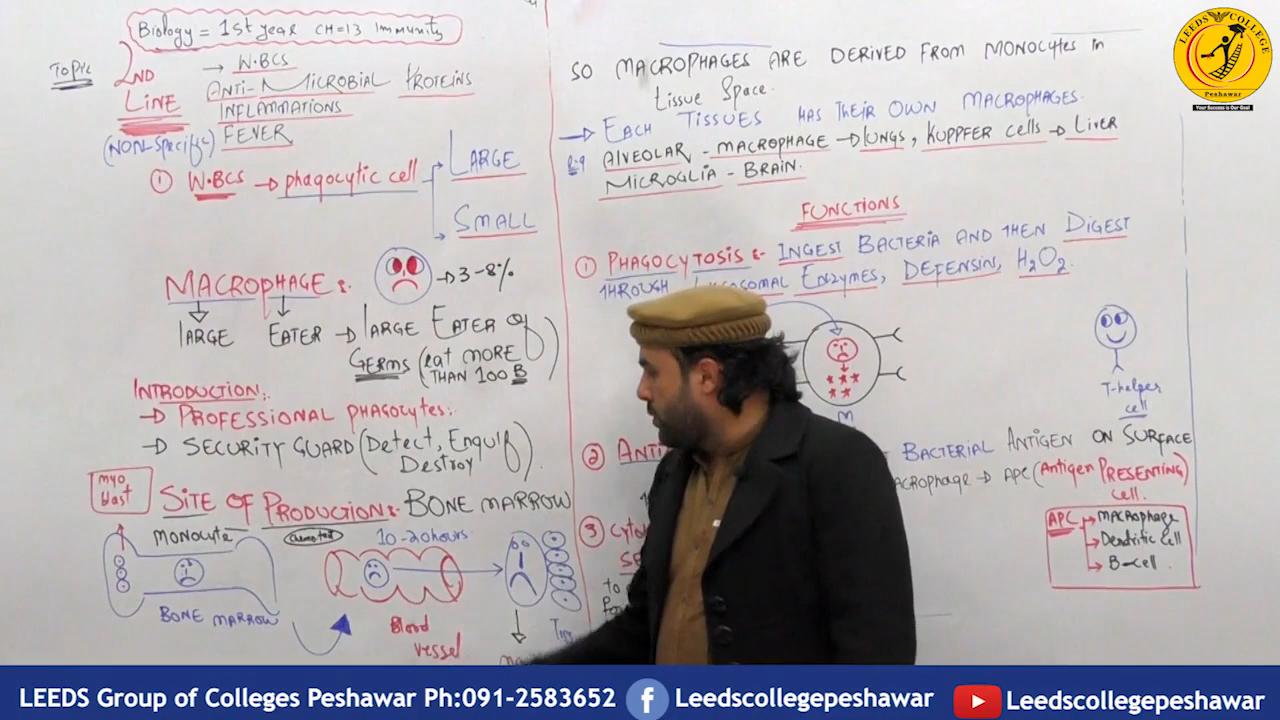 Biology = 1st year CH=13 Immunity
Topic
2ND
LINE
(NON-Specific)
→ W.BCS
ANTI-MICROBIAL PROTEINS
INFLAMMATIONS
FEVER
① W.BCS → phagocytic cell
LARGE
SMALL
MACROPHAGE:-
→ 3-8%
LARGE EATER → LARGE EATER OF
GERMS (eat MORE
THAN 100 B)
INTRODUCTION:.
→ PROFESSIONAL PHAGOCYTES:.
→ SECURITY GUARD (Detect,
Destroy)
myo
blast
SITE OF PRODUCTION:- BONE MARROW
Monocyte
10-20hours
BONE MARROW
Blood
vessel
SO MACROPHAGES ARE DERIVED FROM MONOCYTES in
tissue Space.
→ EACH TISSUES HAS THEIR OWN MACROPHAGES.
e.g ALVEOLAR - MACROPHAGE → LUNGS, KUPPFER cells → LIVER
MICROGLIA - BRAIN.
FUNCTIONS
① PHAGOCYTOSIS:- INGEST BACTERIA AND THEN DIGEST
THROUGH ENZYMES, DEFENSIN, H2O2.
M
T-helper
cell
②
BACTERIAL ANTIGEN ON SURFACE
→ APC (Antigen PRESENTING)
cell.
③
APC → Macrophage
→ Dendritic cell
→ B-cell.
LEEDS COLLEGE
Peshawar
Your Success is Our Goal
LEEDS Group of Colleges Peshawar Ph:091-2583652 f Leedscollegepeshawar Leedscollegepeshawar